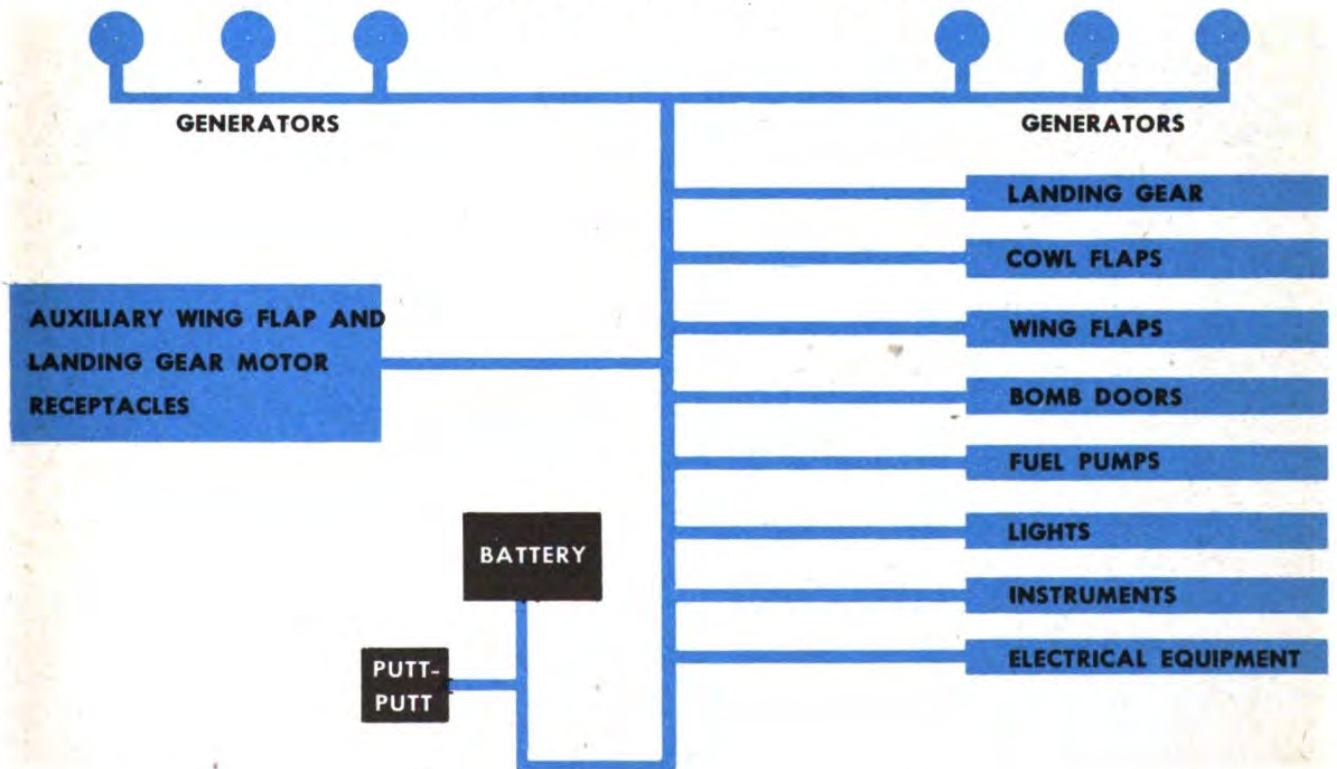 GENERATORS
GENERATORS
LANDING GEAR
COWL FLAPS
AUXILIARY WING FLAP AND
LANDING GEAR MOTOR
RECEPTACLES
WING FLAPS
BOMB DOORS
FUEL PUMPS
LIGHTS
INSTRUMENTS
ELECTRICAL EQUIPMENT
BATTERY
PUTT-
PUTT